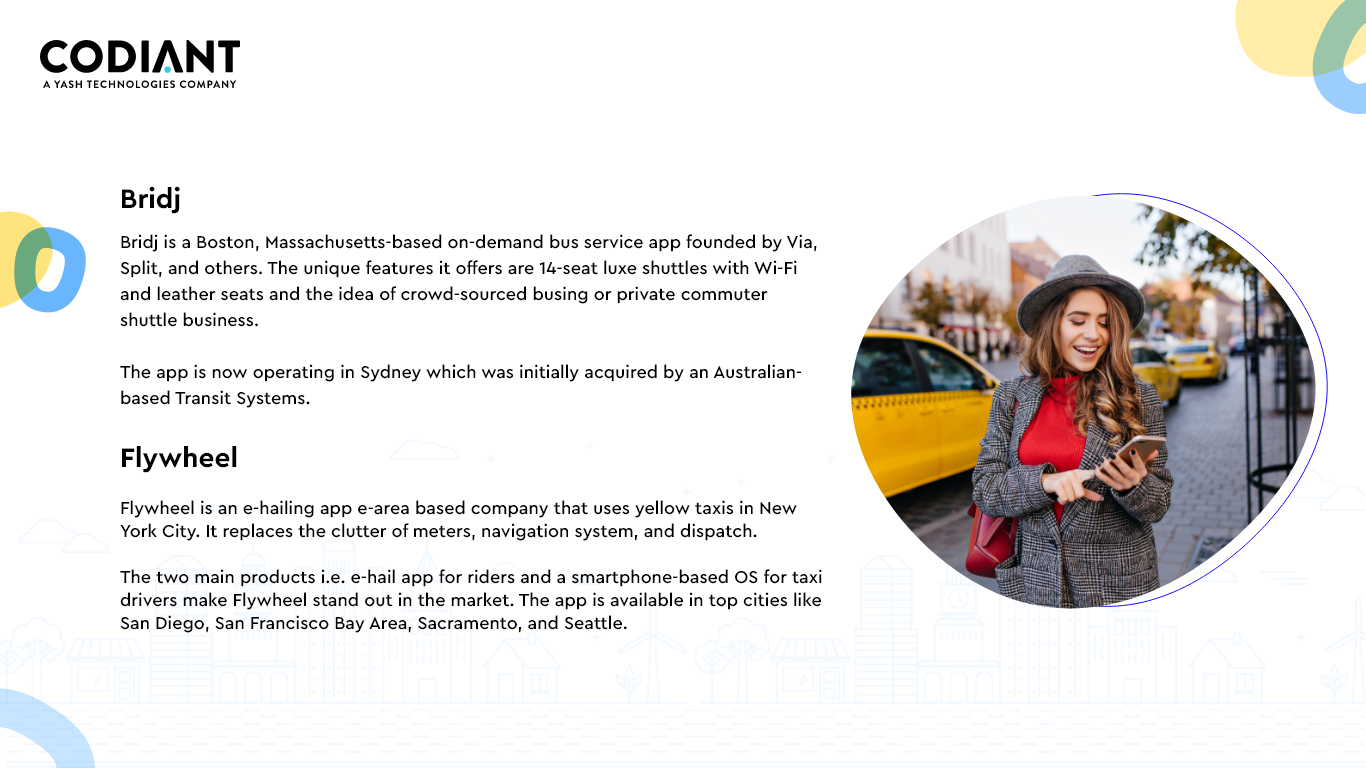 CODIANT
A YASH TECHNOLOGIES COMPANY
Bridj
Bridj is a Boston, Massachusetts-based on-demand bus service app founded by Via,
Split, and others. The unique features it offers are 14-seat luxe shuttles with Wi-Fi
and leather seats and the idea of crowd-sourced busing or private commuter
shuttle business.
The app is now operating in Sydney which was initially acquired by an Australian-
based Transit Systems.
Flywheel
Flywheel is an e-hailing app e-area based company that uses yellow taxis in New
York City. It replaces the clutter of meters, navigation system, and dispatch.
The two main products i.e. e-hail app for riders and a smartphone-based OS for taxi
drivers make Flywheel stand out in the market. The app is available in top cities like
San Diego, San Francisco Bay Area, Sacramento, and Seattle.